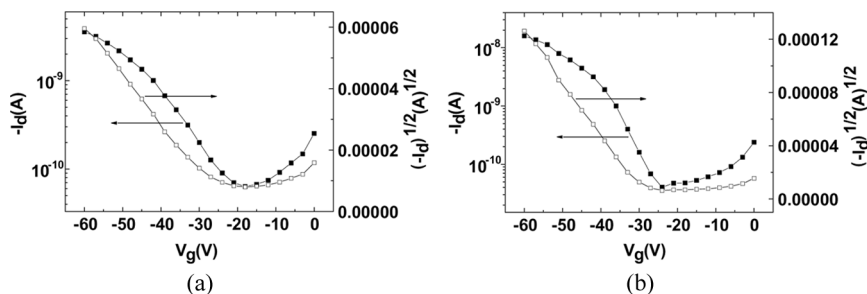 -I_d(A)
10^-9
10^-10
0.00006
0.00004
0.00002
0.00000
(-I_d)^1/2(A)^1/2
-60 -50 -40 -30 -20 -10 0
V_g(V)
(a)
-I_d(A)
10^-8
10^-9
10^-10
0.00012
0.00008
0.00004
0.00000
(-I_d)^1/2(A)^1/2
-60 -50 -40 -30 -20 -10 0
V_g(V)
(b)